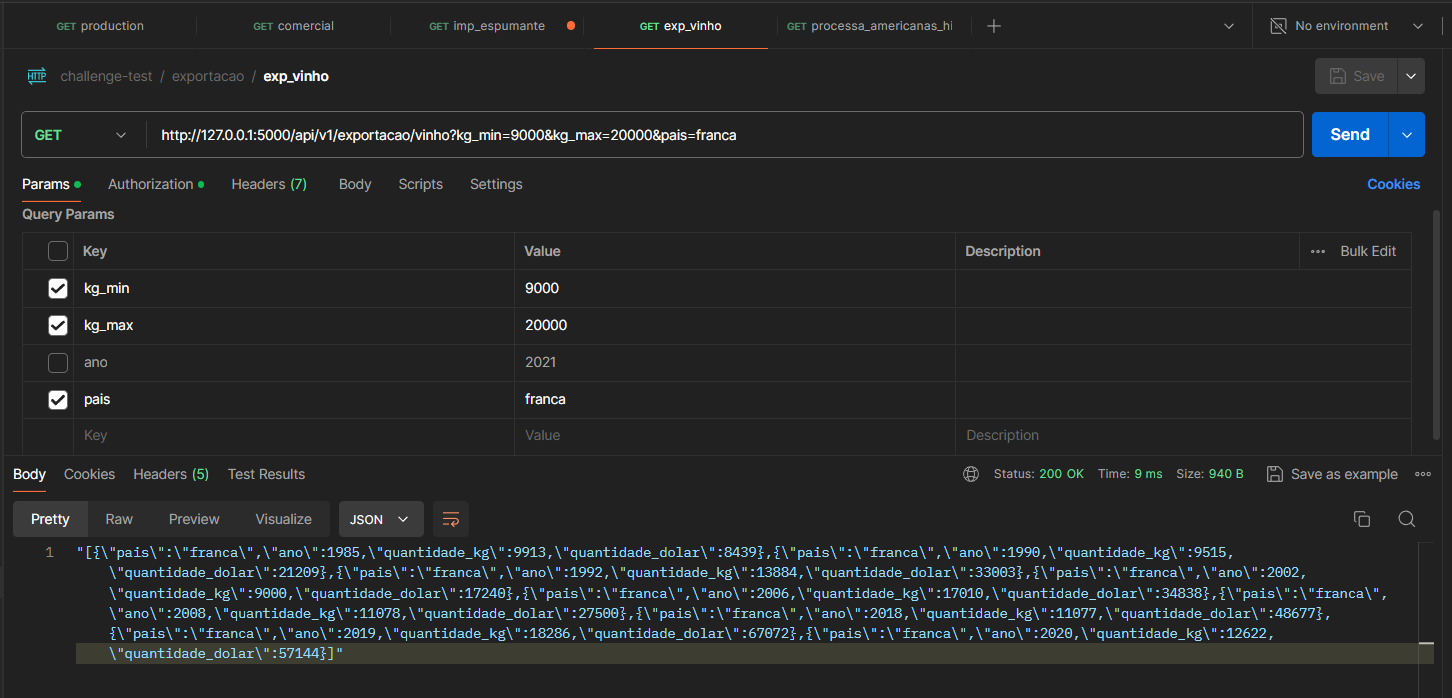 GET production GET comercial GET imp_espumante GET exp_vinho GET processa_americanas_hi No environment
HTTP challenge-test / exportacao / exp_vinho Save
GET http://127.0.0.1:5000/api/v1/exportacao/vinho?kg_min=9000&kg_max=20000&pais=franca Send
Params Authorization Headers (7) Body Scripts Settings Cookies
Query Params
Key Value Description Bulk Edit
kg_min 9000
kg_max 20000
ano 2021
pais franca
Key Value Description
Body Cookies Headers (5) Test Results Status: 200 OK Time: 9 ms Size: 940 B Save as example
Pretty Raw Preview Visualize JSON
1 "[{\"pais\":\"franca\",\"ano\":1985,\"quantidade_kg\":9913,\"quantidade_dolar\":8439},{\"pais\":\"franca\",\"ano\":1990,\"quantidade_kg\":9515,
\"quantidade_dolar\":21209},{\"pais\":\"franca\",\"ano\":1992,\"quantidade_kg\":13884,\"quantidade_dolar\":33003},{\"pais\":\"franca\",\"ano\":2002,
\"quantidade_kg\":9000,\"quantidade_dolar\":17240},{\"pais\":\"franca\",\"ano\":2006,\"quantidade_kg\":17010,\"quantidade_dolar\":34838},{\"pais\":\"franca\",
\"ano\":2008,\"quantidade_kg\":11078,\"quantidade_dolar\":27500},{\"pais\":\"franca\",\"ano\":2018,\"quantidade_kg\":11077,\"quantidade_dolar\":48677},
{\"pais\":\"franca\",\"ano\":2019,\"quantidade_kg\":18286,\"quantidade_dolar\":67072},{\"pais\":\"franca\",\"ano\":2020,\"quantidade_kg\":12622,
\"quantidade_dolar\":57144}]"